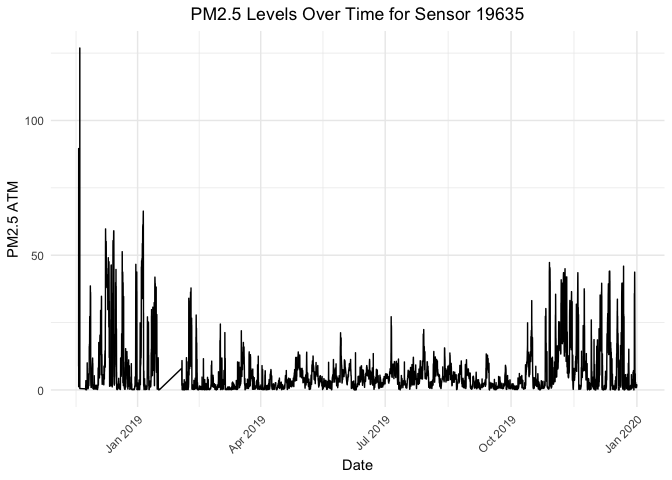 PM2.5 Levels Over Time for Sensor 19635
PM2.5 ATM
100
50
0
Jan 2019
Apr 2019
Jul 2019
Oct 2019
Jan 2020
Date